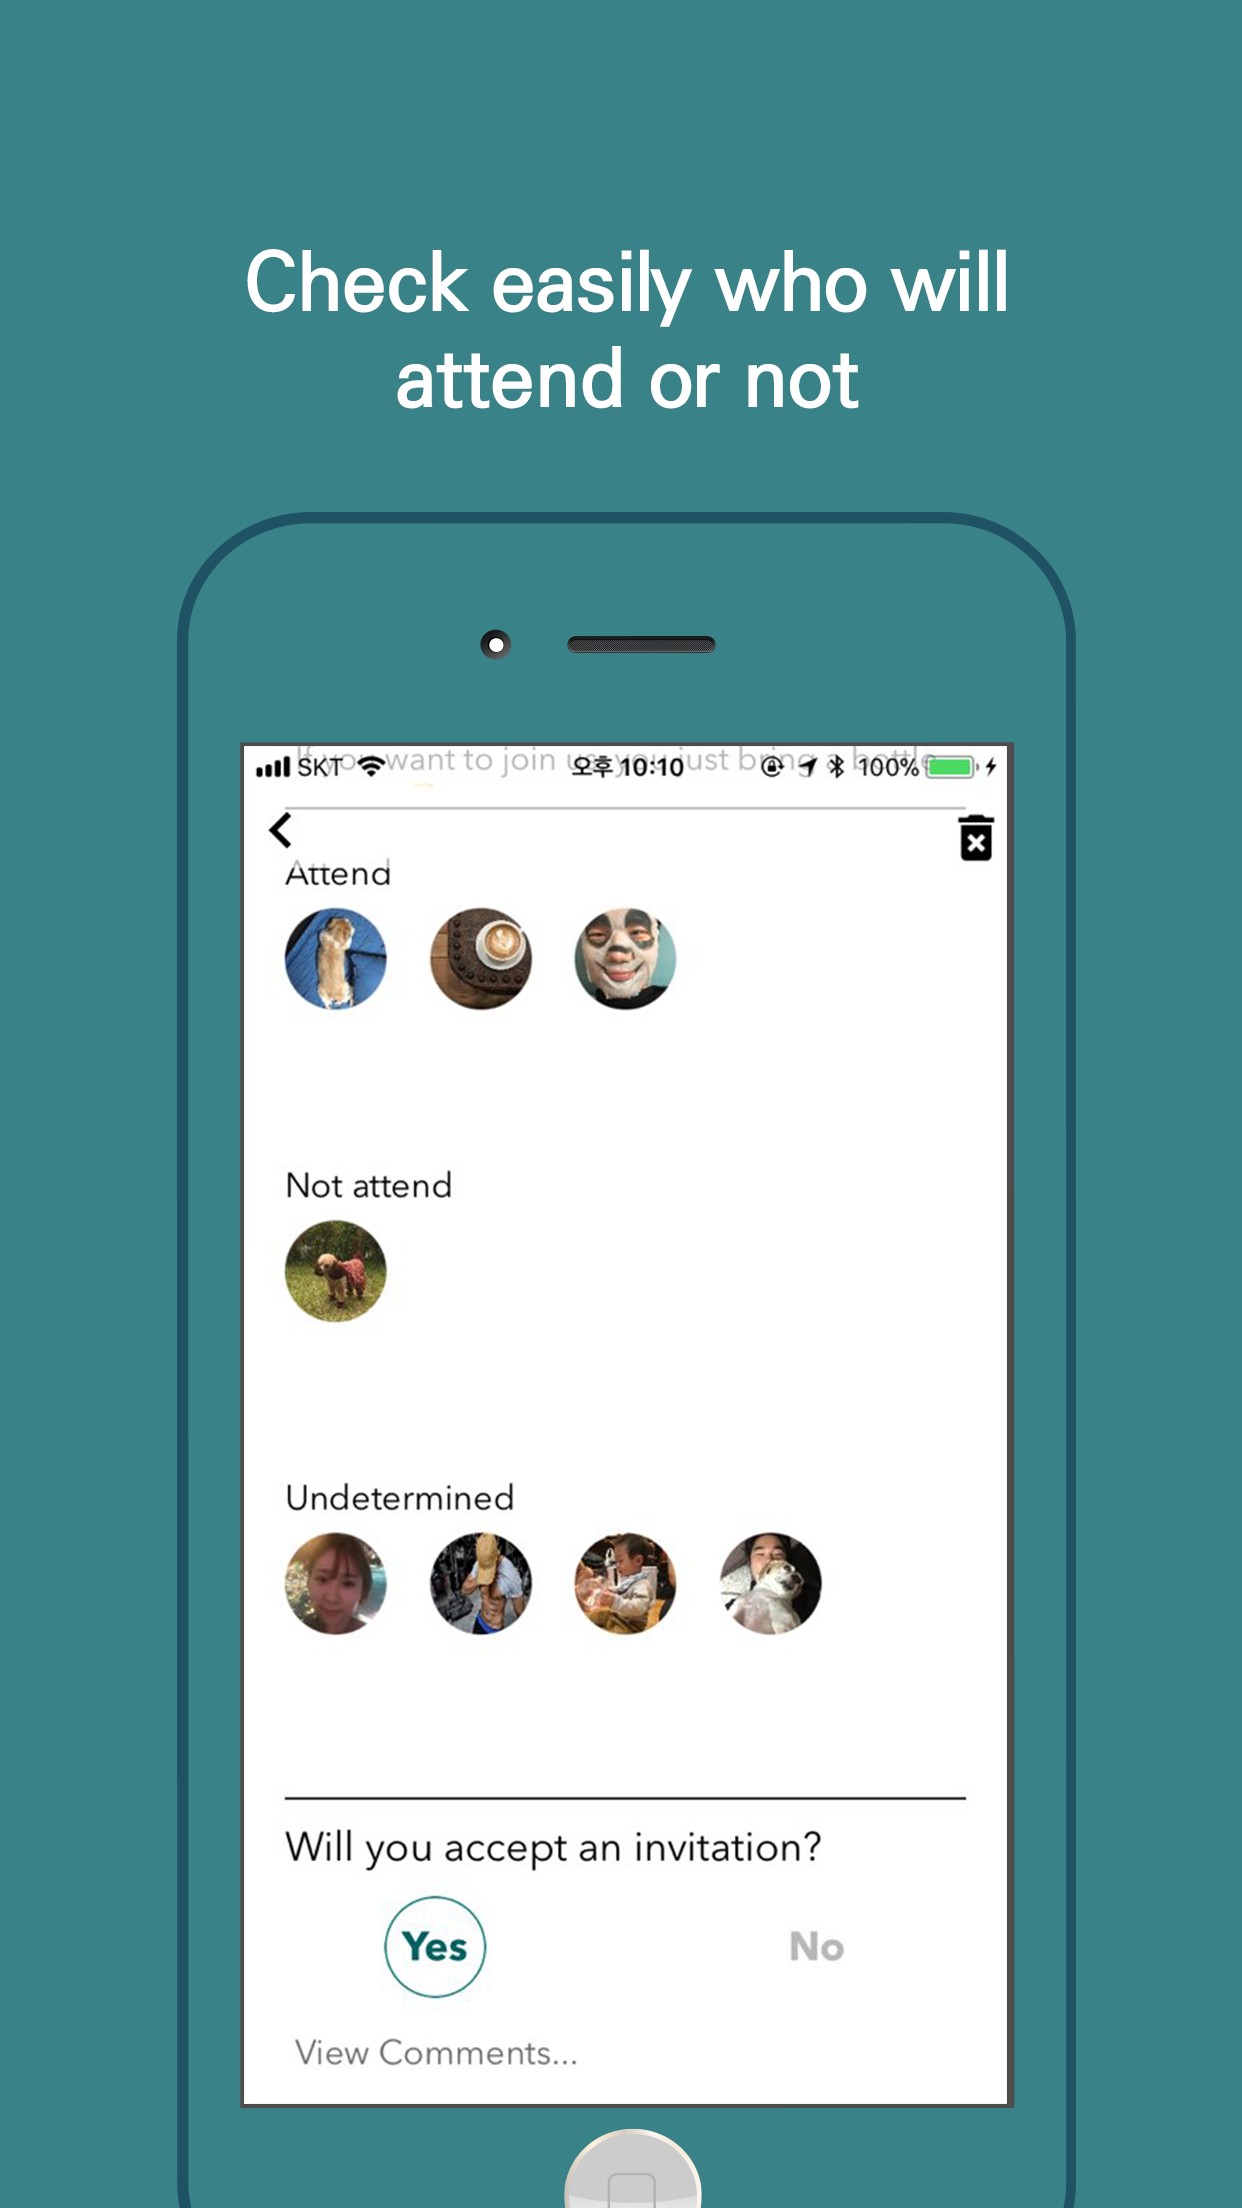 Check easily who will
attend or not
If you want to join us, you just bring a bottle
SKT 오후 10:10 100%
Attend
Not attend
Undetermined
Will you accept an invitation?
Yes No
View Comments...